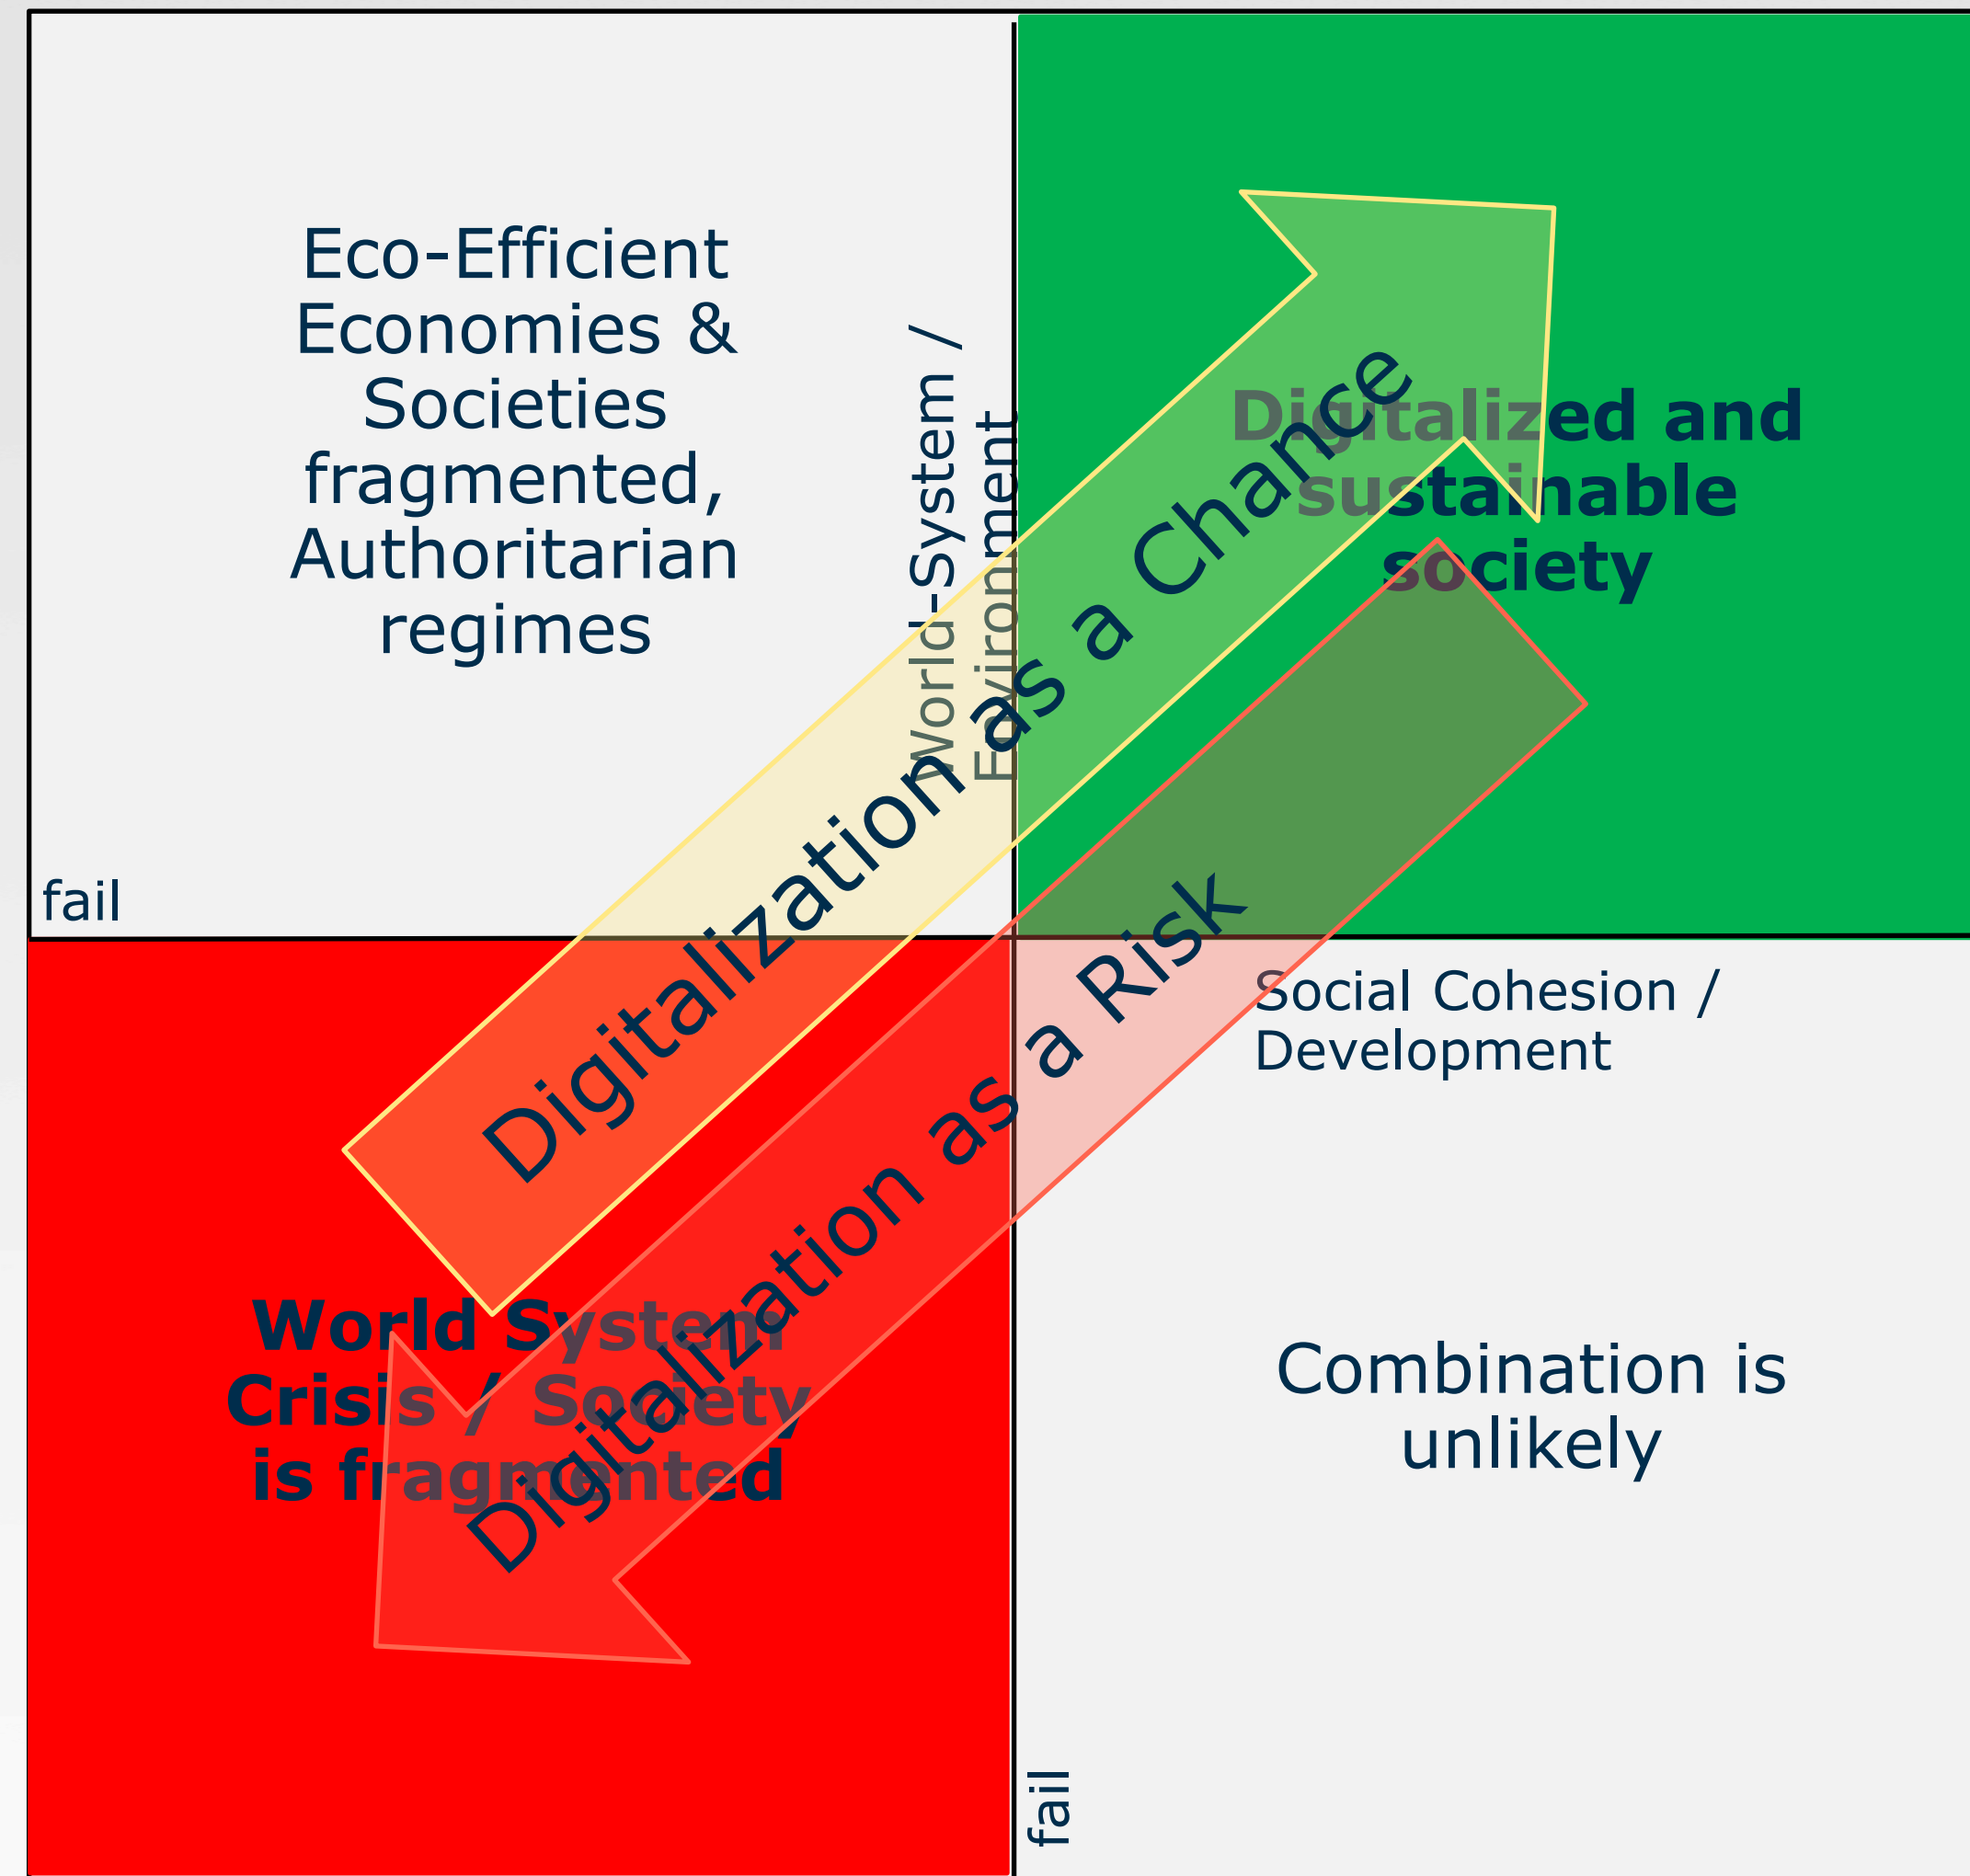 Eco-Efficient
Economies &
Societies
fragmented,
Authoritarian
regimes
World-System /
Environment
Digitalized and
sustainable
society
Digitalization as a Chance
fail
Social Cohesion /
Development
Digitalization as a Risk
World System
Crisis / Society
is fragmented
Combination is
unlikely
fail